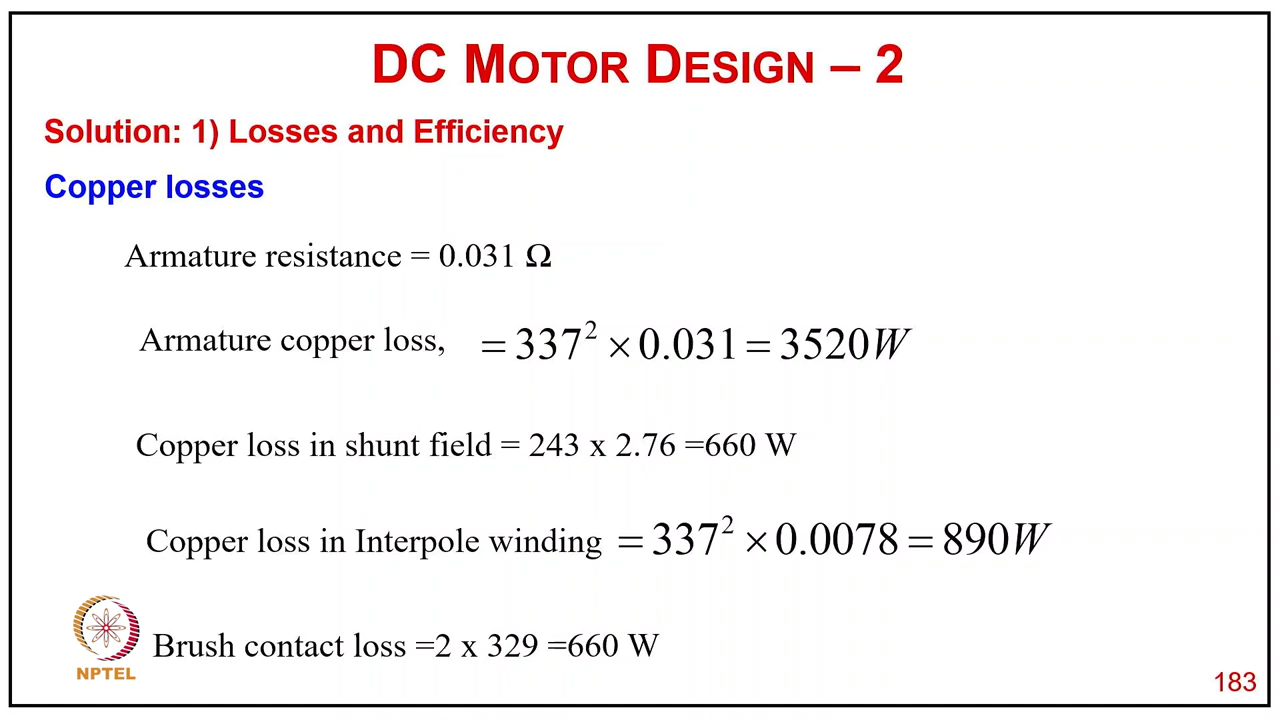 DC MOTOR DESIGN – 2
Solution: 1) Losses and Efficiency
Copper losses
Armature resistance = 0.031 Ω
Armature copper loss, = 337² × 0.031 = 3520W
Copper loss in shunt field = 243 x 2.76 =660 W
Copper loss in Interpole winding = 337² × 0.0078 = 890W
Brush contact loss =2 x 329 =660 W
NPTEL
183